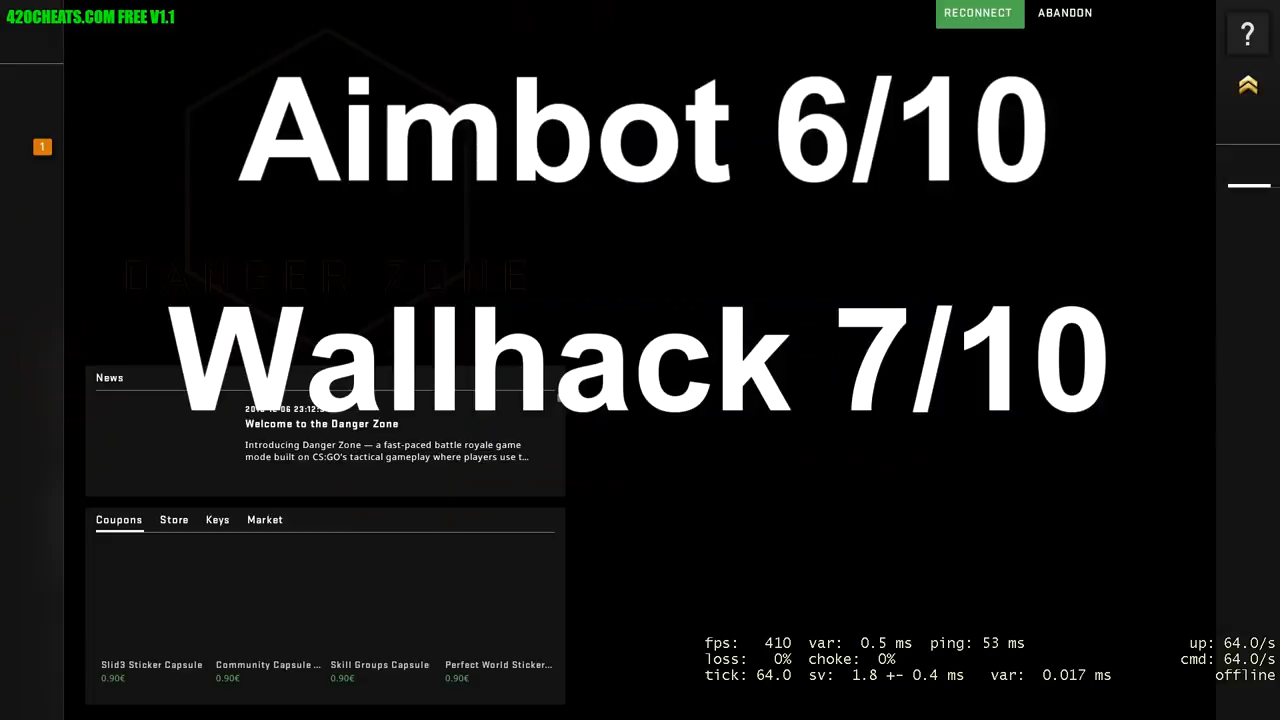 420CHEATS.COM FREE V1.1
RECONNECT ABANDON
?
1
Aimbot 6/10
DANGER ZONE
Wallhack 7/10
News
Welcome to the Danger Zone
Introducing Danger Zone — a fast-paced battle royale game
mode built on CS:GO's tactical gameplay where players use t...
Coupons Store Keys Market
Slid3 Sticker Capsule Community Capsule ... Skill Groups Capsule Perfect World Sticker...
0.90€ 0.90€ 0.90€ 0.90€
fps: 410 var: 0.5 ms ping: 53 ms up: 64.0/s
loss: 0% choke: 0% cmd: 64.0/s
tick: 64.0 sv: 1.8 +- 0.4 ms var: 0.017 ms offline